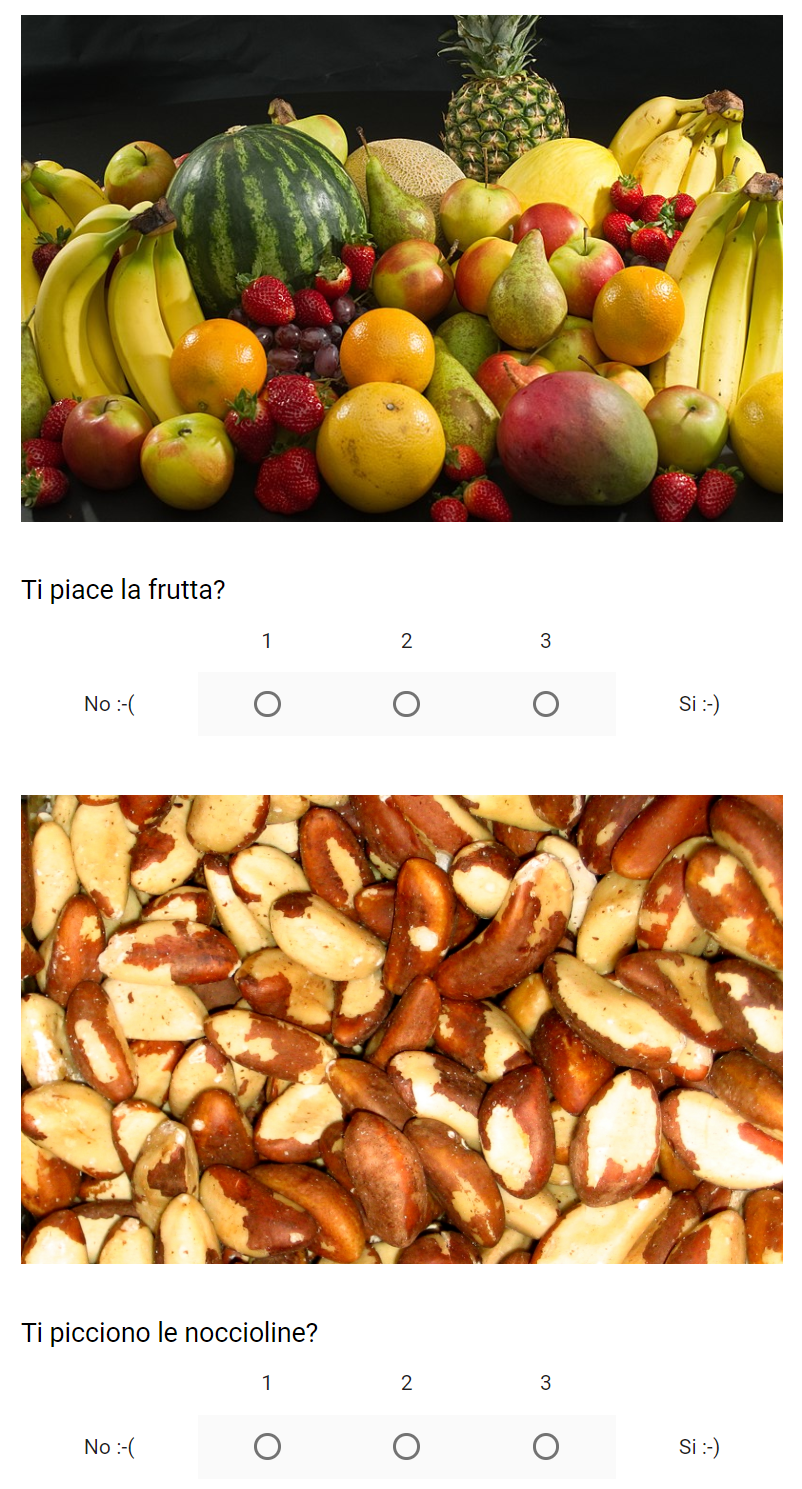 Ti piace la frutta?
1 2 3
No :-( Si :-)
Ti picciono le noccioline?
1 2 3
No :-( Si :-)